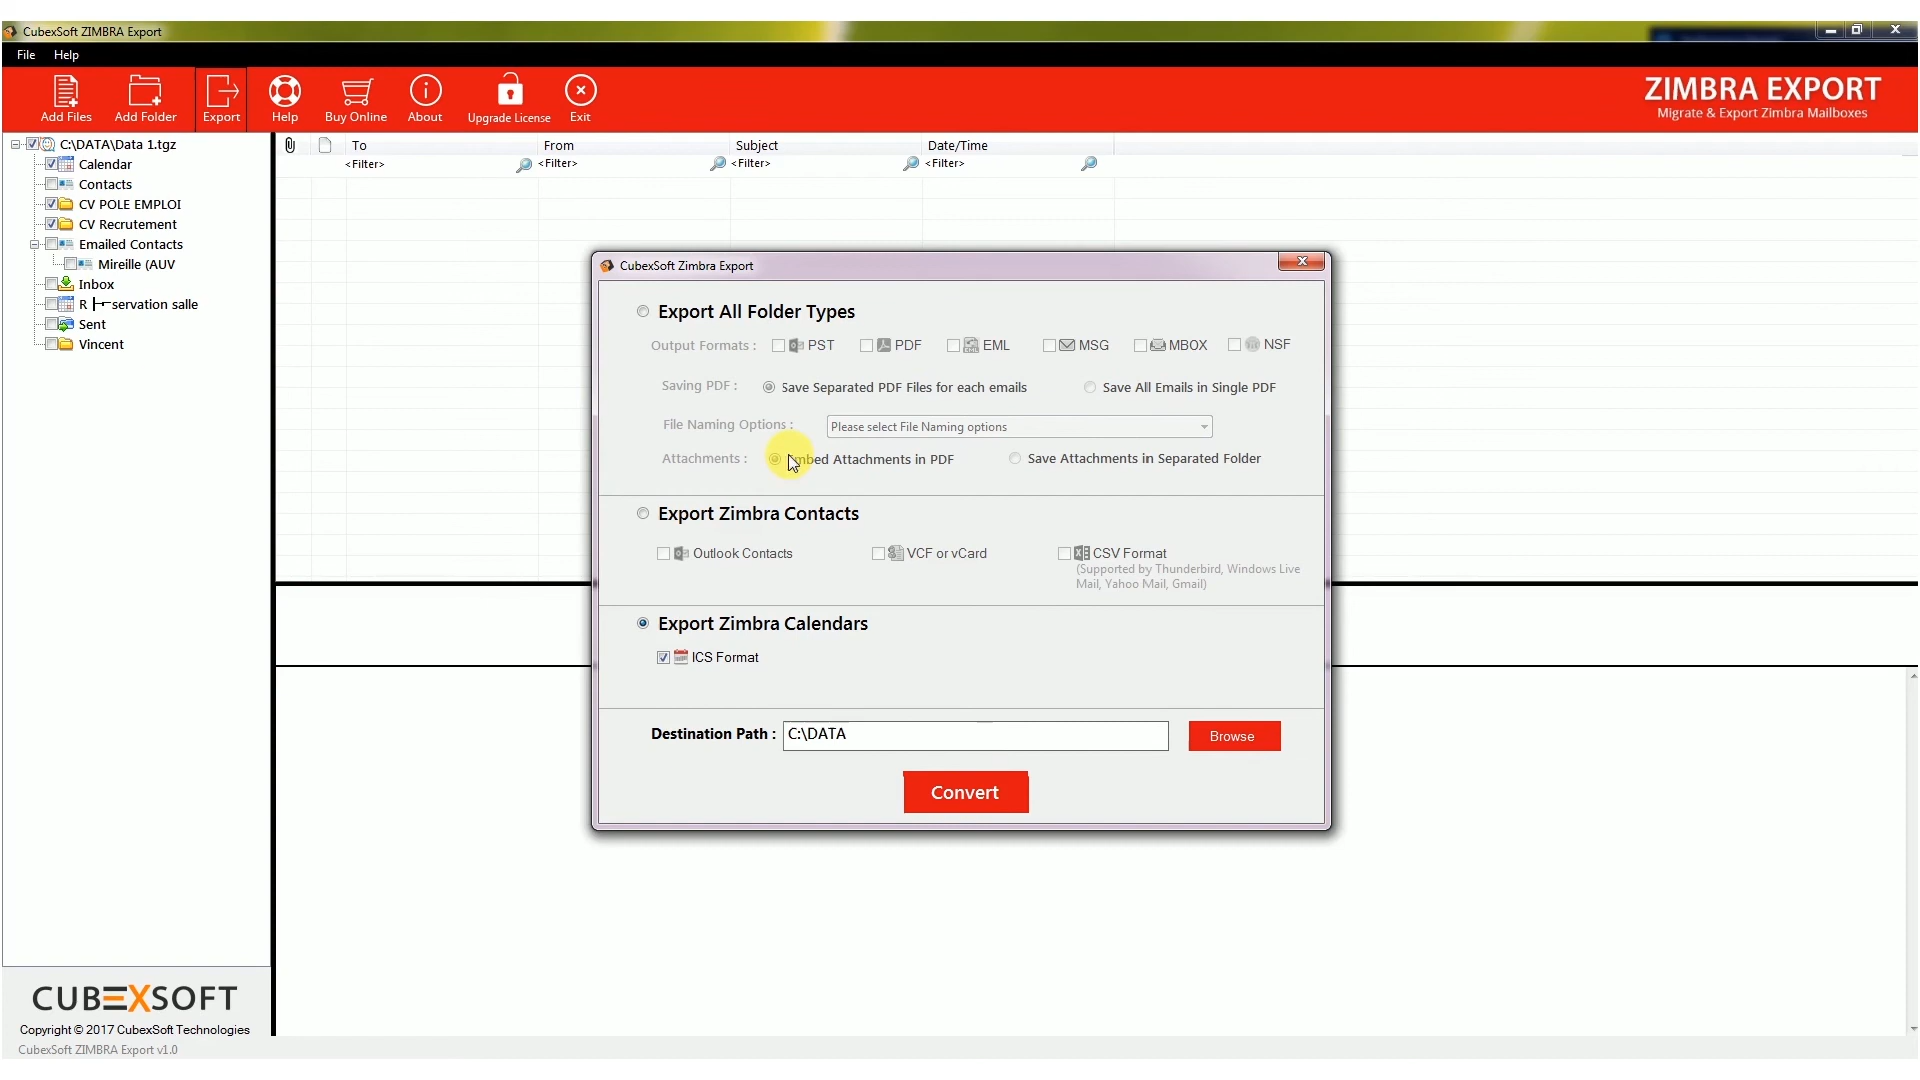 CubexSoft ZIMBRA Export
File Help
Add Files Add Folder Export Help Buy Online About Upgrade License Exit
ZIMBRA EXPORT
Migrate & Export Zimbra Mailboxes
C:\DATA\Data 1.tgz
Calendar
Contacts
CV POLE EMPLOI
CV Recrutement
Emailed Contacts
Mireille (AUV
Inbox
R ├servation salle
Sent
Vincent
To From Subject Date/Time
<Filter> <Filter> <Filter> <Filter>
CubexSoft Zimbra Export
Export All Folder Types
Output Formats : PST PDF EML MSG MBOX NSF
Saving PDF : Save Separated PDF Files for each emails Save All Emails in Single PDF
File Naming Options : Please select File Naming options
Attachments : Embed Attachments in PDF Save Attachments in Separated Folder
Export Zimbra Contacts
Outlook Contacts VCF or vCard CSV Format
(Supported by Thunderbird, Windows Live
Mail, Yahoo Mail, Gmail)
Export Zimbra Calendars
ICS Format
Destination Path : C:\DATA Browse
Convert
CUBEXSOFT
Copyright © 2017 CubexSoft Technologies
CubexSoft ZIMBRA Export v1.0